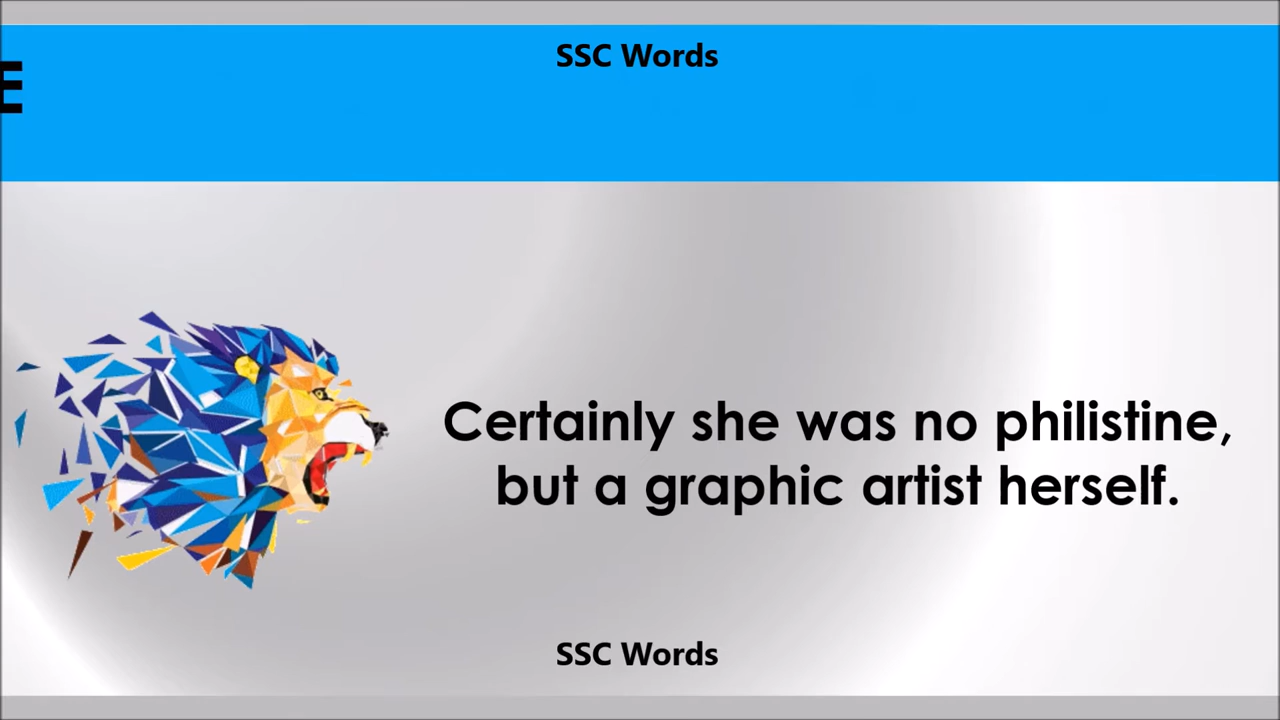 SSC Words
E
Certainly she was no philistine,
but a graphic artist herself.
SSC Words